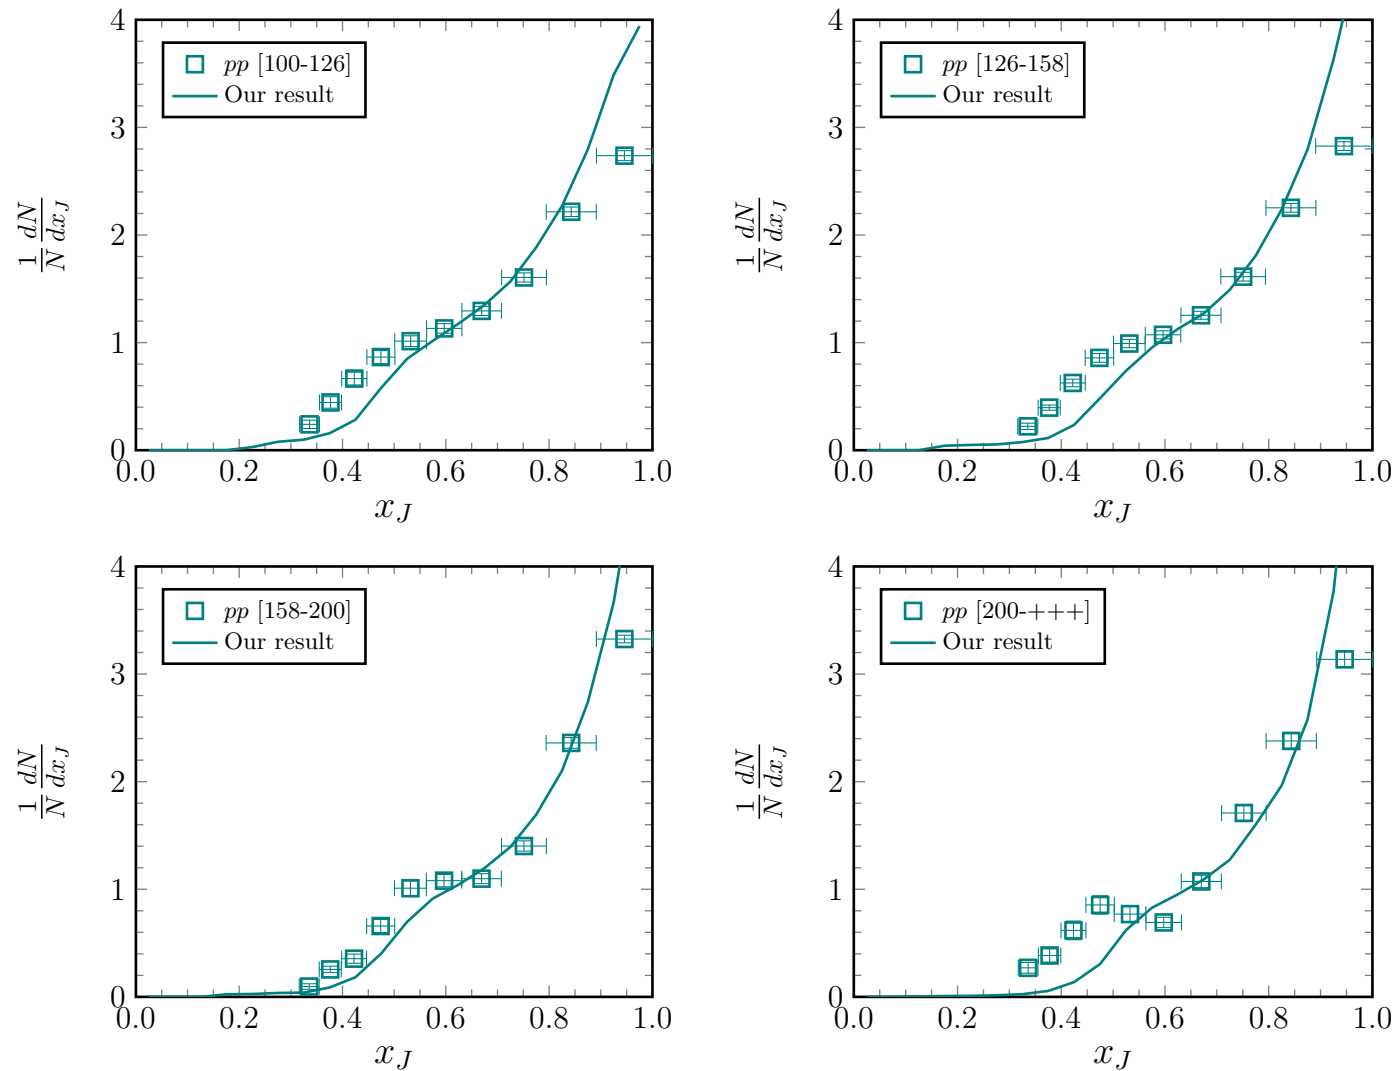 4
3
2
1
0
0.0 0.2 0.4 0.6 0.8 1.0
x_J
1/N dN/dx_J
pp [100-126]
Our result
4
3
2
1
0
0.0 0.2 0.4 0.6 0.8 1.0
x_J
1/N dN/dx_J
pp [126-158]
Our result
4
3
2
1
0
0.0 0.2 0.4 0.6 0.8 1.0
x_J
1/N dN/dx_J
pp [158-200]
Our result
4
3
2
1
0
0.0 0.2 0.4 0.6 0.8 1.0
x_J
1/N dN/dx_J
pp [200-+++]
Our result